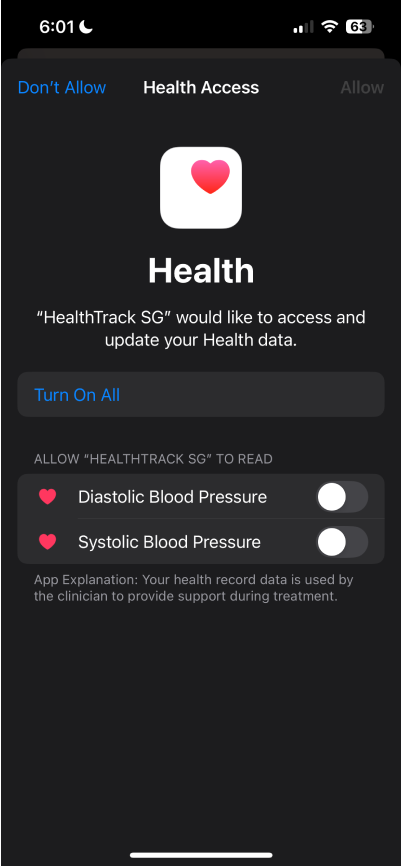 6:01
63
Don't Allow
Health Access
Allow
Health
“HealthTrack SG” would like to access and
update your Health data.
Turn On All
ALLOW “HEALTHTRACK SG” TO READ
Diastolic Blood Pressure
Systolic Blood Pressure
App Explanation: Your health record data is used by
the clinician to provide support during treatment.